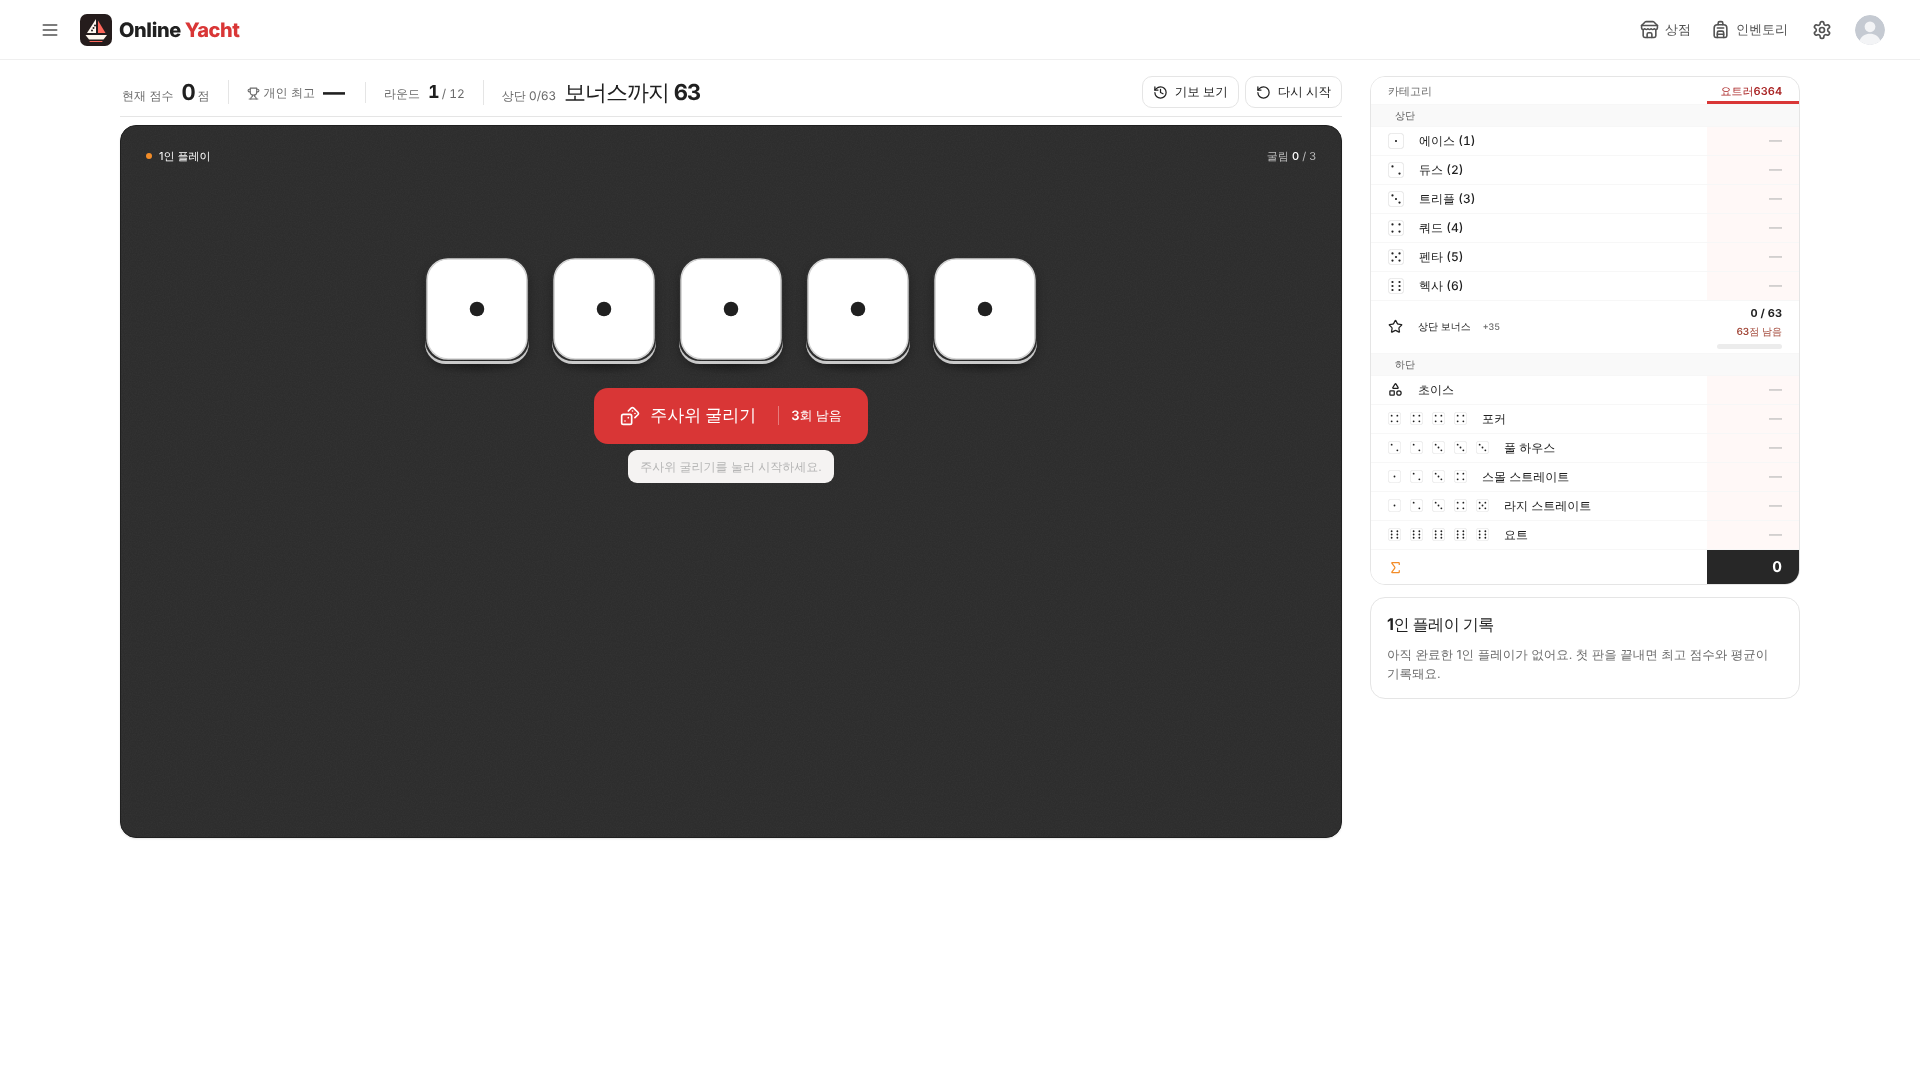 Online Yacht
상점
인벤토리
현재 점수 0점
개인 최고 —
라운드 1 / 12
상단 0/63 보너스까지 63
기보 보기
다시 시작
1인 플레이
굴림 0 / 3
주사위 굴리기
3회 남음
주사위 굴리기를 눌러 시작하세요.
카테고리
요트러6364
상단
에이스 (1) —
듀스 (2) —
트리플 (3) —
쿼드 (4) —
펜타 (5) —
헥사 (6) —
상단 보너스 +35
0 / 63
63점 남음
하단
초이스 —
포커 —
풀 하우스 —
스몰 스트레이트 —
라지 스트레이트 —
요트 —
Σ 0
1인 플레이 기록
아직 완료한 1인 플레이가 없어요. 첫 판을 끝내면 최고 점수와 평균이
기록돼요.